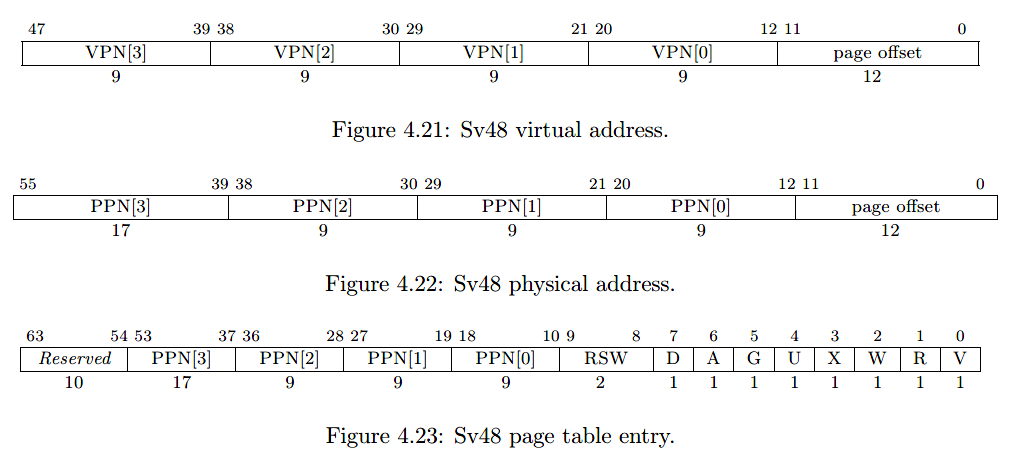 47 39 38 30 29 21 20 12 11 0
VPN[3] VPN[2] VPN[1] VPN[0] page offset
9 9 9 9 12
Figure 4.21: Sv48 virtual address.
55 39 38 30 29 21 20 12 11 0
PPN[3] PPN[2] PPN[1] PPN[0] page offset
17 9 9 9 12
Figure 4.22: Sv48 physical address.
63 54 53 37 36 28 27 19 18 10 9 8 7 6 5 4 3 2 1 0
Reserved PPN[3] PPN[2] PPN[1] PPN[0] RSW D A G U X W R V
10 17 9 9 9 2 1 1 1 1 1 1 1 1
Figure 4.23: Sv48 page table entry.